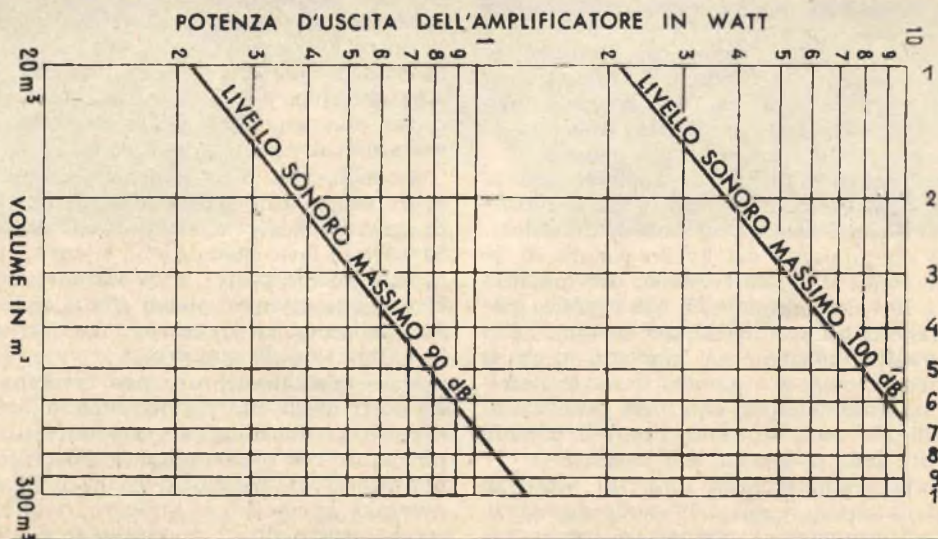 POTENZA D'USCITA DELL'AMPLIFICATORE IN WATT
2 3 4 5 6 7 8 9 1 2 3 4 5 6 7 8 9 10
20 m³
VOLUME IN m³
300 m³
LIVELLO SONORO MASSIMO 90 dB
LIVELLO SONORO MASSIMO 100 dB
1
2
3
4
5
6
7
8
9
1